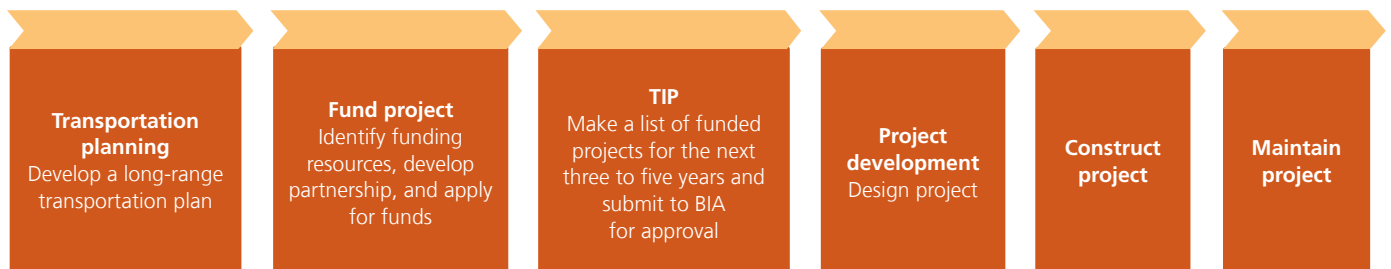 Transportation
planning
Develop a long-range
transportation plan
Fund project
Identify funding
resources, develop
partnership, and apply
for funds
TIP
Make a list of funded
projects for the next
three to five years and
submit to BIA
for approval
Project
development
Design project
Construct
project
Maintain
project